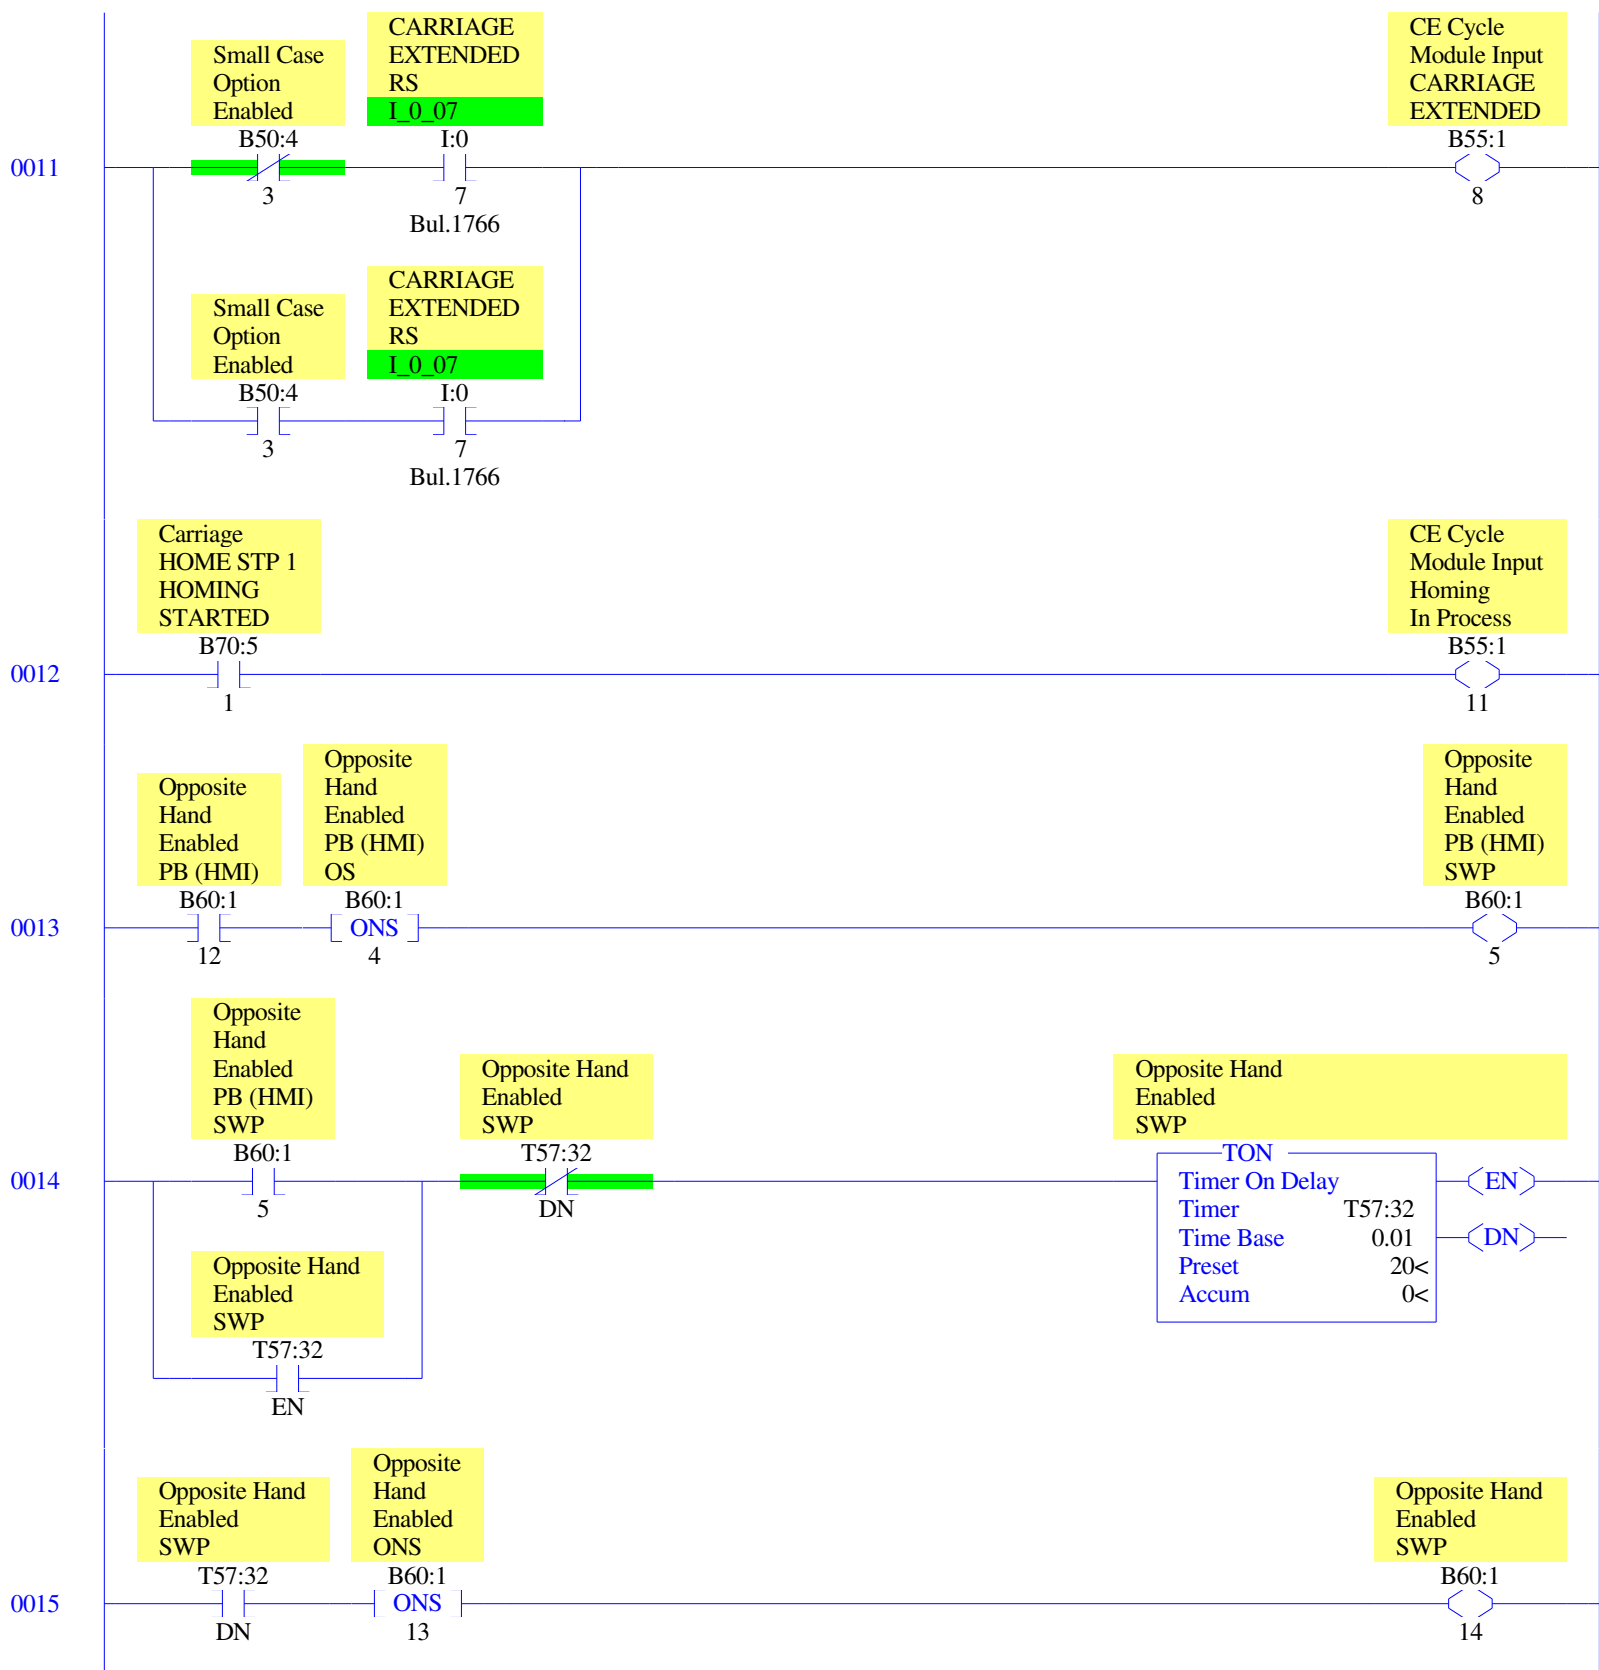 CARRIAGE
EXTENDED
RS
I_0_07
I:0
7
Bul.1766
Small Case
Option
Enabled
B50:4
3
CE Cycle
Module Input
CARRIAGE
EXTENDED
B55:1
8
0011
Small Case
Option
Enabled
B50:4
3
CARRIAGE
EXTENDED
RS
I_0_07
I:0
7
Bul.1766
Carriage
HOME STP 1
HOMING
STARTED
B70:5
1
CE Cycle
Module Input
Homing
In Process
B55:1
11
0012
Opposite
Hand
Enabled
PB (HMI)
B60:1
12
Opposite
Hand
Enabled
PB (HMI)
OS
B60:1
ONS
4
Opposite
Hand
Enabled
PB (HMI)
SWP
B60:1
5
0013
Opposite
Hand
Enabled
PB (HMI)
SWP
B60:1
5
Opposite Hand
Enabled
SWP
T57:32
DN
Opposite Hand
Enabled
SWP
TON
Timer On Delay
Timer T57:32
Time Base 0.01
Preset 20<
Accum 0<
EN
DN
0014
Opposite Hand
Enabled
SWP
T57:32
EN
Opposite Hand
Enabled
SWP
T57:32
DN
Opposite
Hand
Enabled
ONS
B60:1
ONS
13
Opposite Hand
Enabled
SWP
B60:1
14
0015